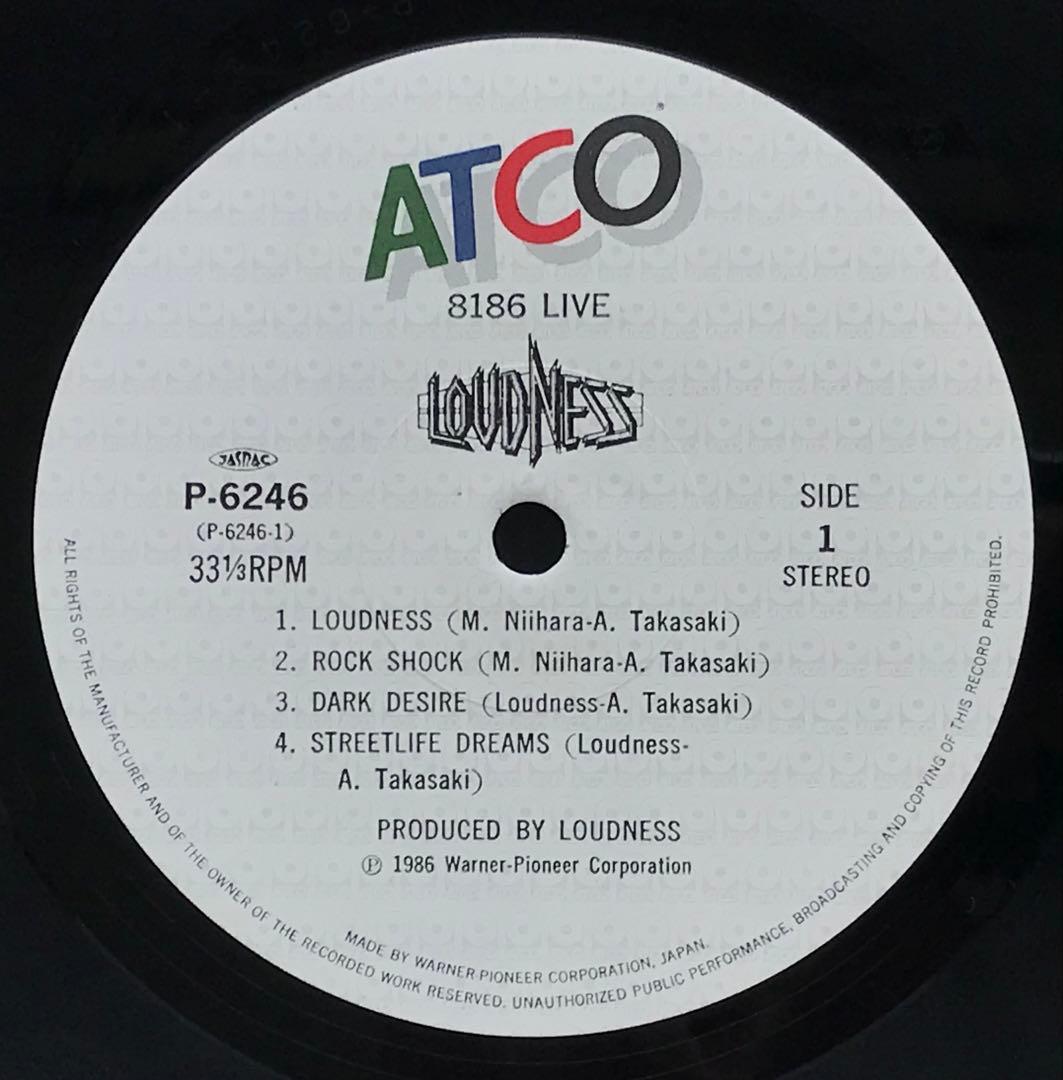 ATCO
8186 LIVE
LOUDNESS
JASRAC
P-6246
(P-6246-1)
33⅓RPM
SIDE
1
STEREO
1. LOUDNESS (M. Niihara-A. Takasaki)
2. ROCK SHOCK (M. Niihara-A. Takasaki)
3. DARK DESIRE (Loudness-A. Takasaki)
4. STREETLIFE DREAMS (Loudness-
A. Takasaki)
PRODUCED BY LOUDNESS
℗ 1986 Warner-Pioneer Corporation
MADE BY WARNER-PIONEER CORPORATION, JAPAN.
ALL RIGHTS OF THE MANUFACTURER AND OF THE OWNER OF THE RECORDED WORK RESERVED. UNAUTHORIZED PUBLIC PERFORMANCE, BROADCASTING AND COPYING OF THIS RECORD PROHIBITED.